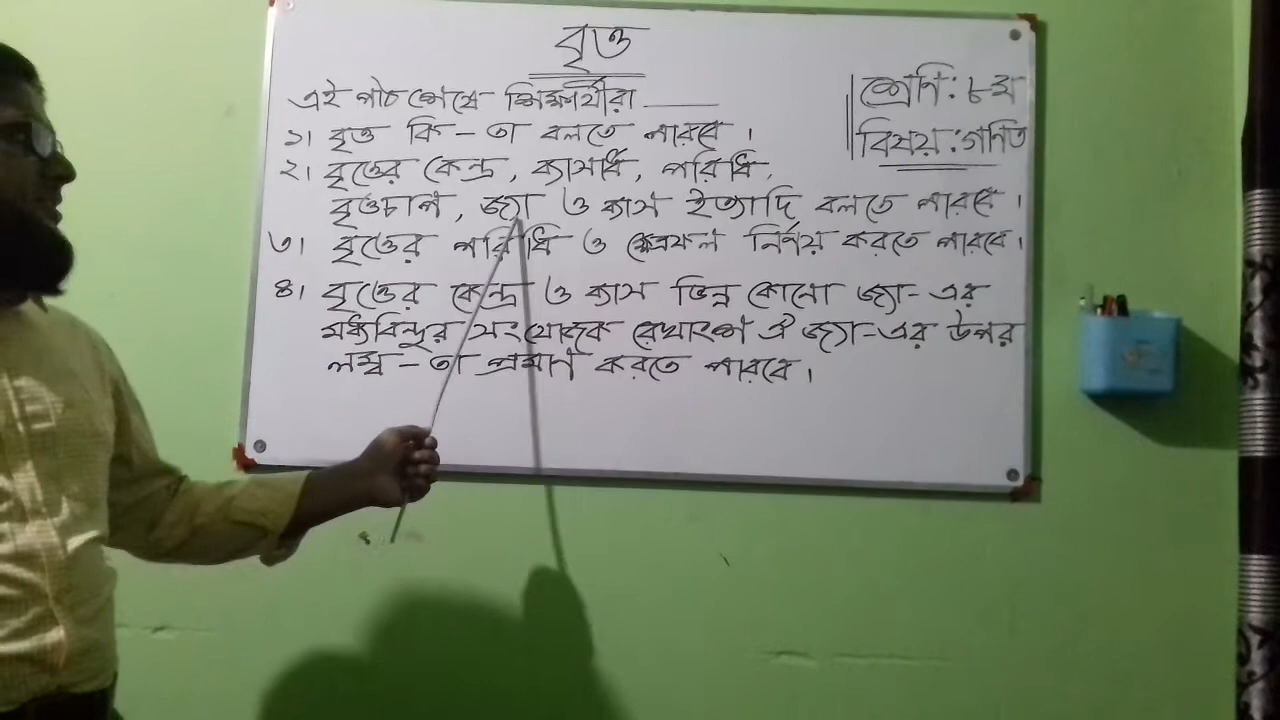 বৃত্ত
শ্রেণি: ৮ম
বিষয়: গণিত
এই পাঠ শেষে শিক্ষার্থীরা ____
১। বৃত্ত কি - তা বলতে পারবে।
২। বৃত্তের কেন্দ্র, ব্যাসার্ধ, পরিধি,
বৃত্তচাপ, জ্যা ও ব্যাস ইত্যাদি বলতে পারবে।
৩। বৃত্তের পরিধি ও ক্ষেত্রফল নির্ণয় করতে পারবে।
৪। বৃত্তের কেন্দ্র ও ব্যাস ভিন্ন কোনো জ্যা-এর
মধ্যবিন্দুর সংযোজক রেখাংশ ঐ জ্যা-এর উপর
লম্ব - তা প্রমাণ করতে পারবে।